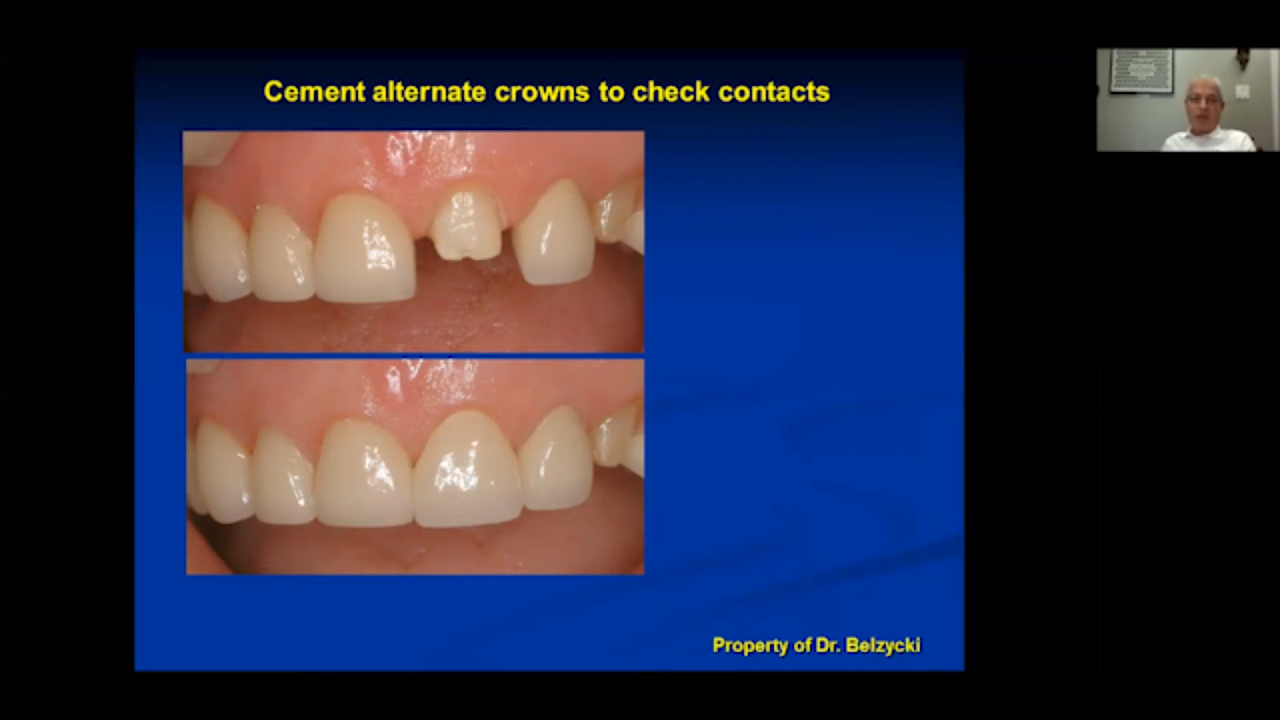 Cement alternate crowns to check contacts
Property of Dr. Belzycki